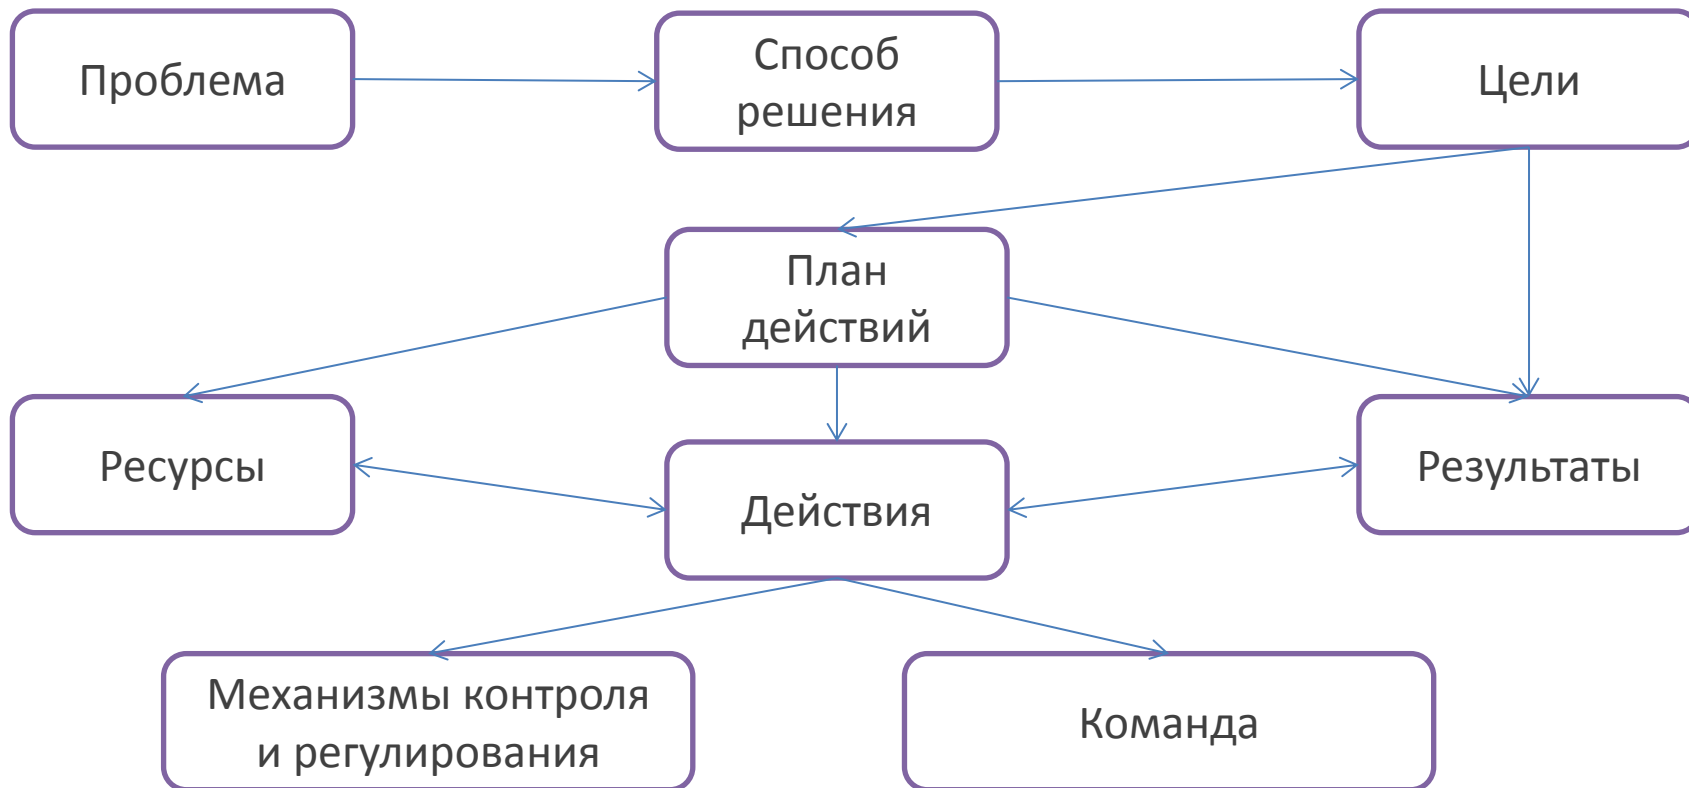 Проблема
Способ
решения
Цели
План
действий
Ресурсы
Действия
Результаты
Механизмы контроля
и регулирования
Команда